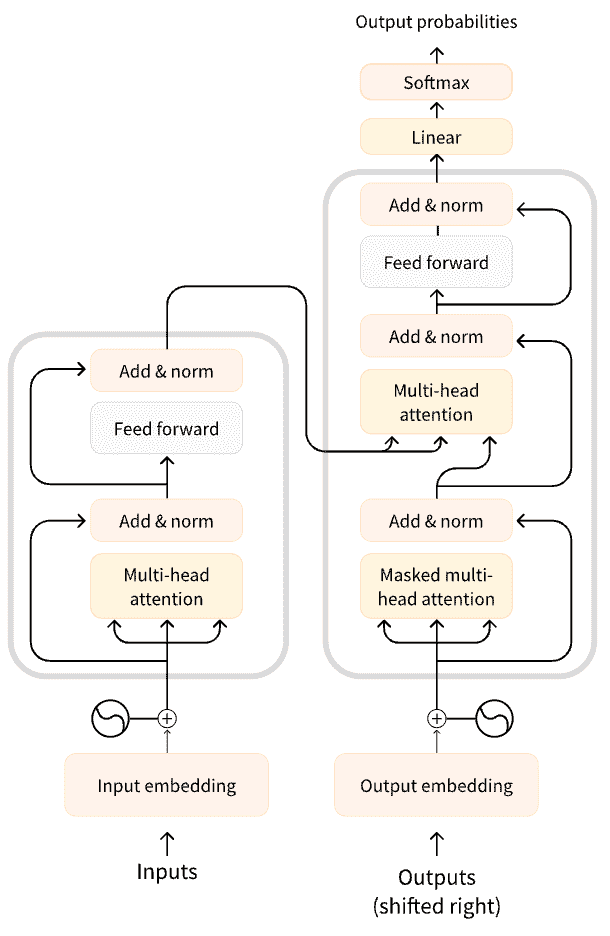 Output probabilities
Softmax
Linear
Add & norm
Feed forward
Add & norm
Multi-head
attention
Add & norm
Masked multi-
head attention
Output embedding
Outputs
(shifted right)
Add & norm
Feed forward
Add & norm
Multi-head
attention
Input embedding
Inputs